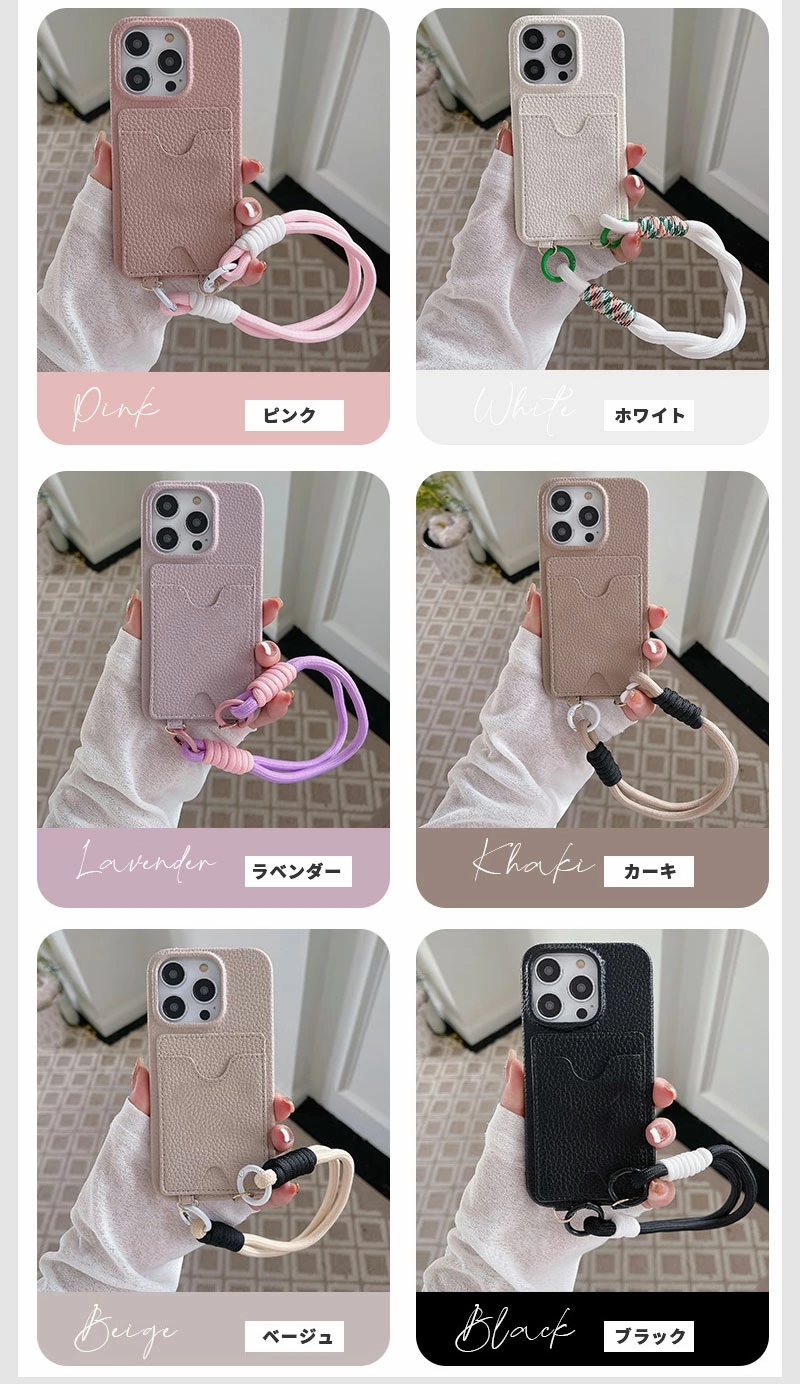 Pink
ピンク
White
ホワイト
Lavender
ラベンダー
Khaki
カーキ
Beige
ベージュ
Black
ブラック